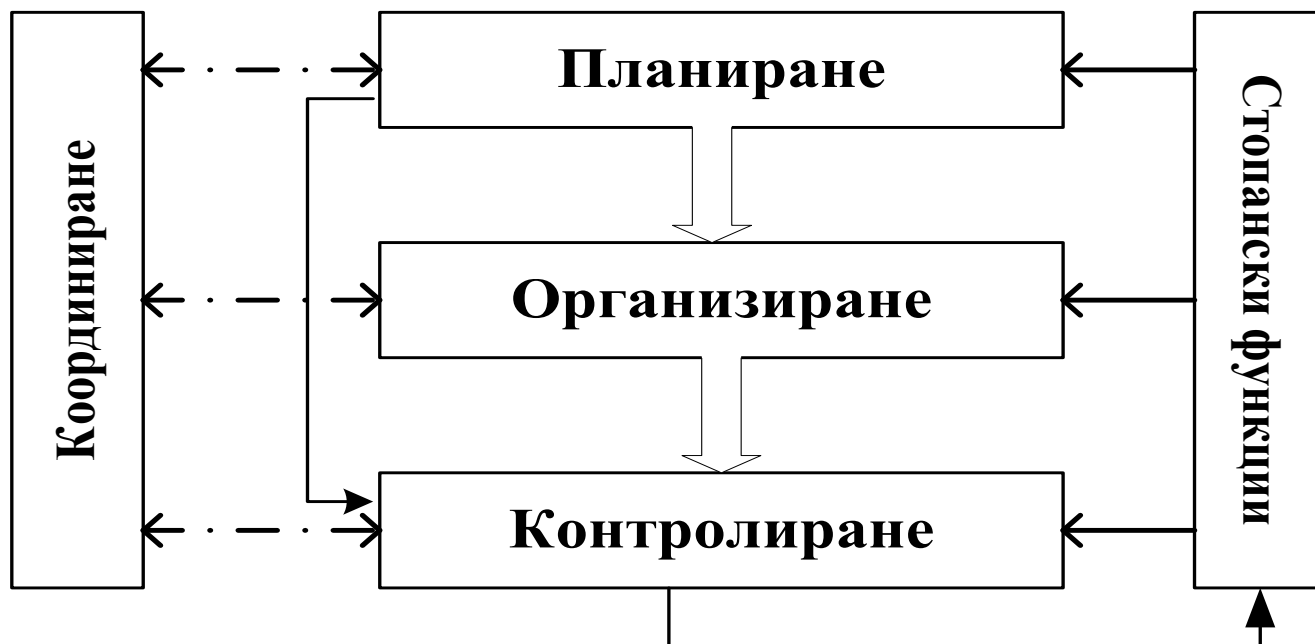 Координиране
Планиране
Организиране
Контролиране
Стопански функции